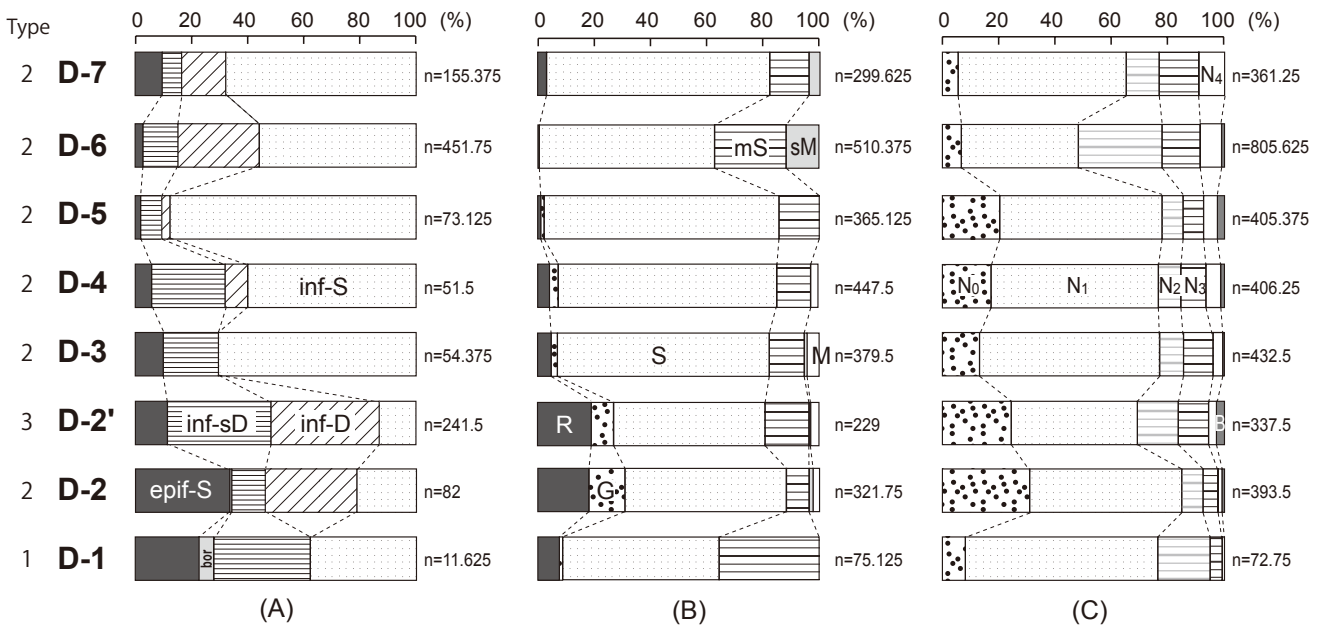 Type
0 20 40 60 80 100 (%)
0 20 40 60 80 100 (%)
0 20 40 60 80 100 (%)
2 D-7 n=155.375 n=299.625 N4 n=361.25
2 D-6 n=451.75 mS sM n=510.375 n=805.625
2 D-5 n=73.125 n=365.125 n=405.375
2 D-4 inf-S n=51.5 n=447.5 N0 N1 N2 N3 n=406.25
2 D-3 n=54.375 S M n=379.5 n=432.5
3 D-2' inf-sD inf-D n=241.5 R n=229 B n=337.5
2 D-2 epif-S n=82 G n=321.75 n=393.5
1 D-1 bor n=11.625 n=75.125 n=72.75
(A) (B) (C)